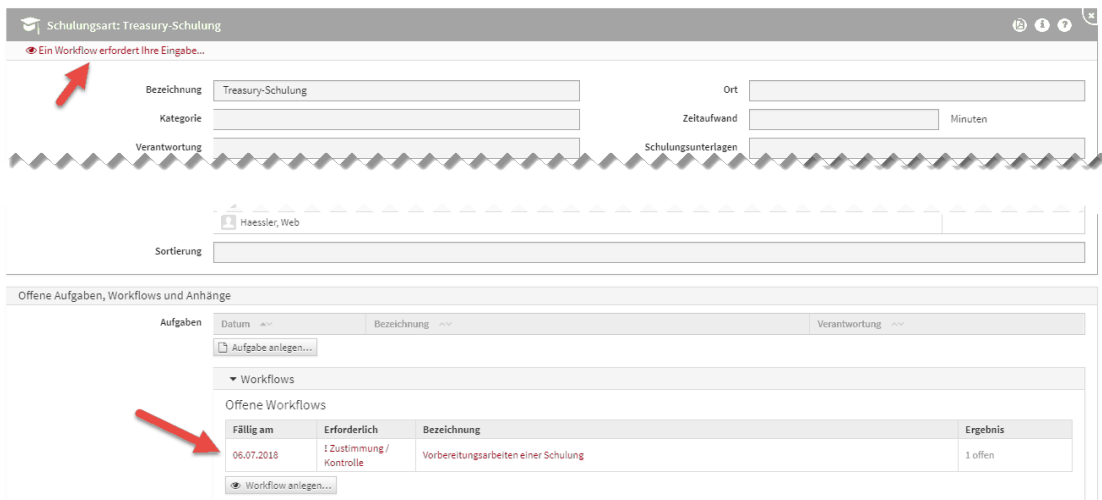 Schulungsart: Treasury-Schulung
Ein Workflow erfordert Ihre Eingabe...
Bezeichnung Treasury-Schulung Ort
Kategorie Zeitaufwand Minuten
Verantwortung Schulungsunterlagen
Haessler, Web
Sortierung
Offene Aufgaben, Workflows und Anhänge
Aufgaben Datum Bezeichnung Verantwortung
Aufgabe anlegen...
Workflows
Offene Workflows
Fällig am Erforderlich Bezeichnung Ergebnis
06.07.2018 ! Zustimmung / Kontrolle Vorbereitungsarbeiten einer Schulung 1 offen
Workflow anlegen...